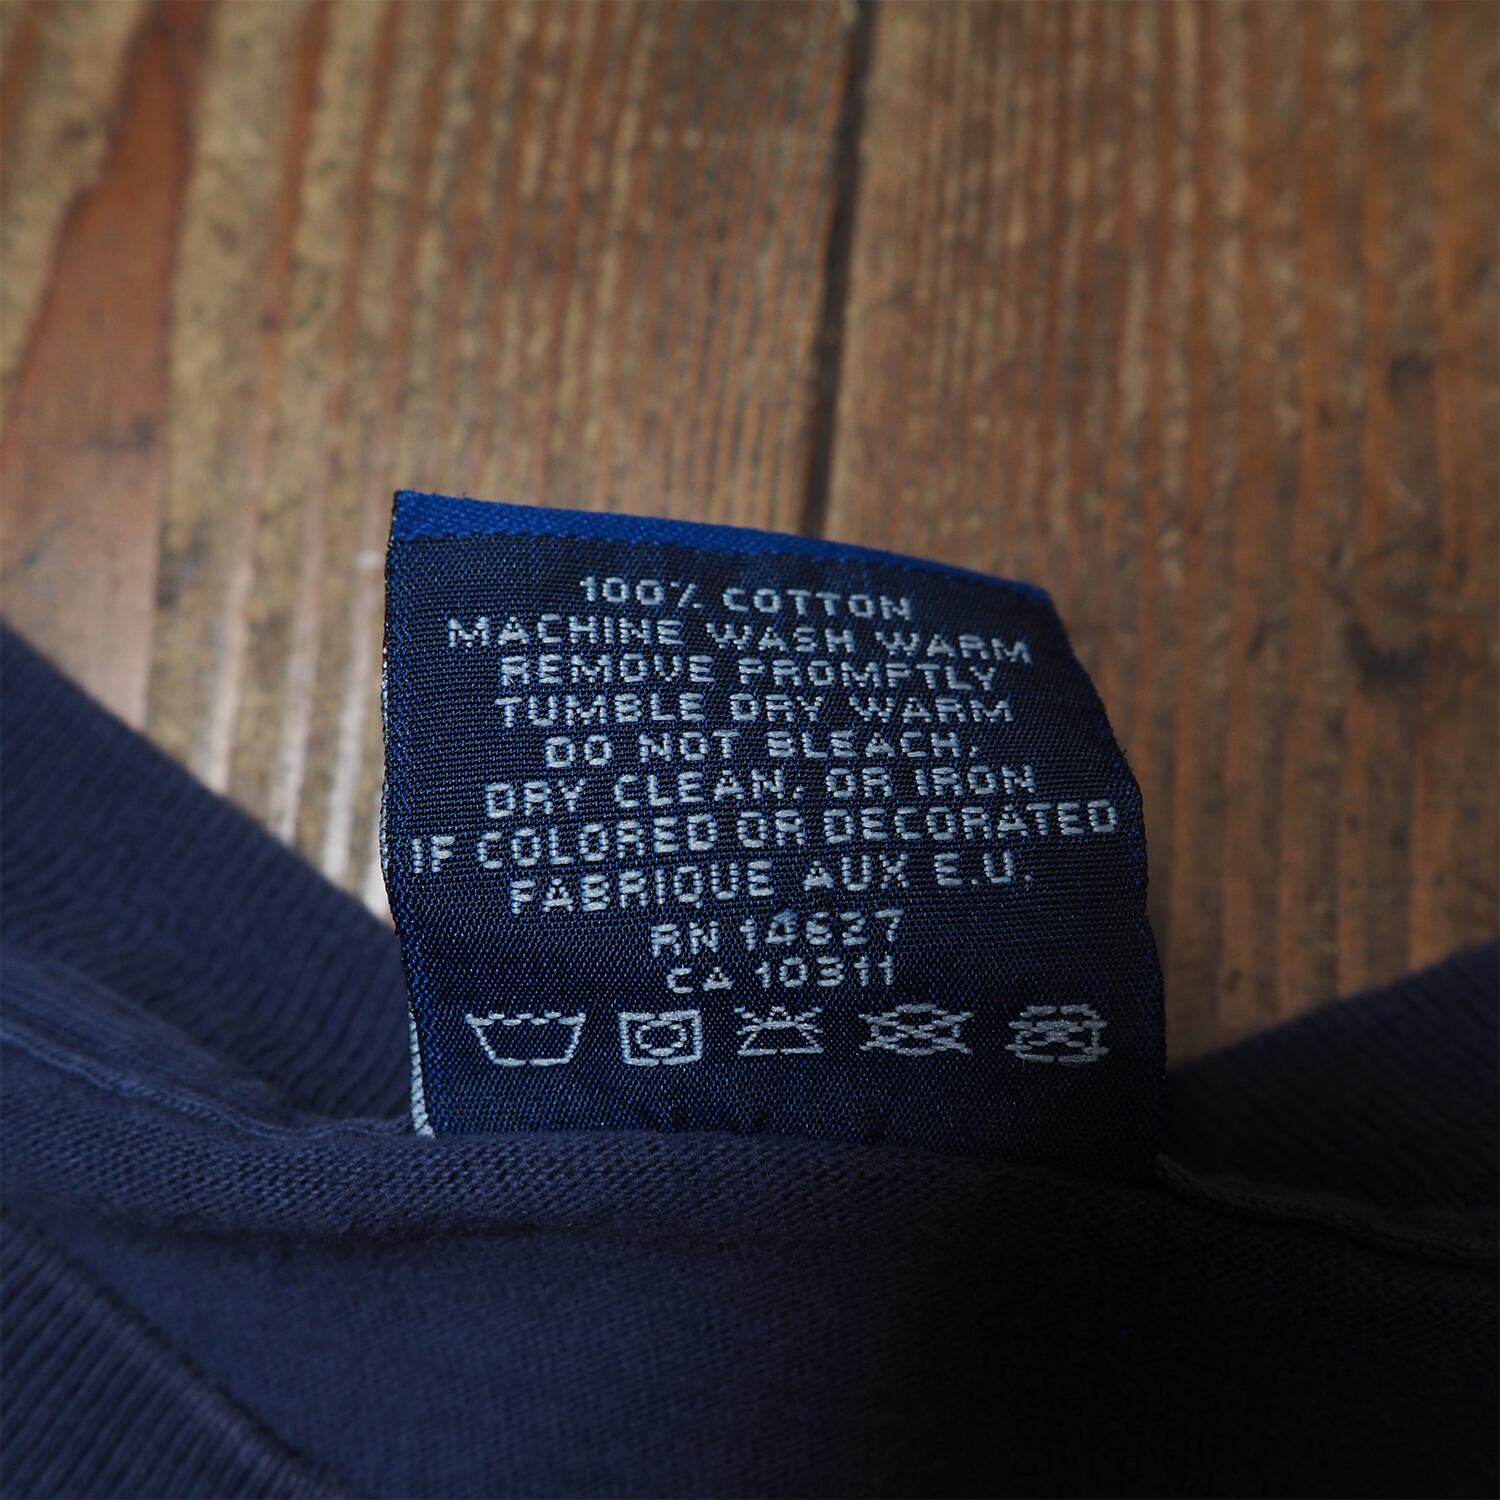 100% COTTON
MACHINE WASH WARM
REMOVE PROMPTLY
TUMBLE DRY WARM
DO NOT BLEACH,
DRY CLEAN, OR IRON
IF COLORED OR DECORATED
FABRIQUE AUX E.U.
RN 14627
CA 10311